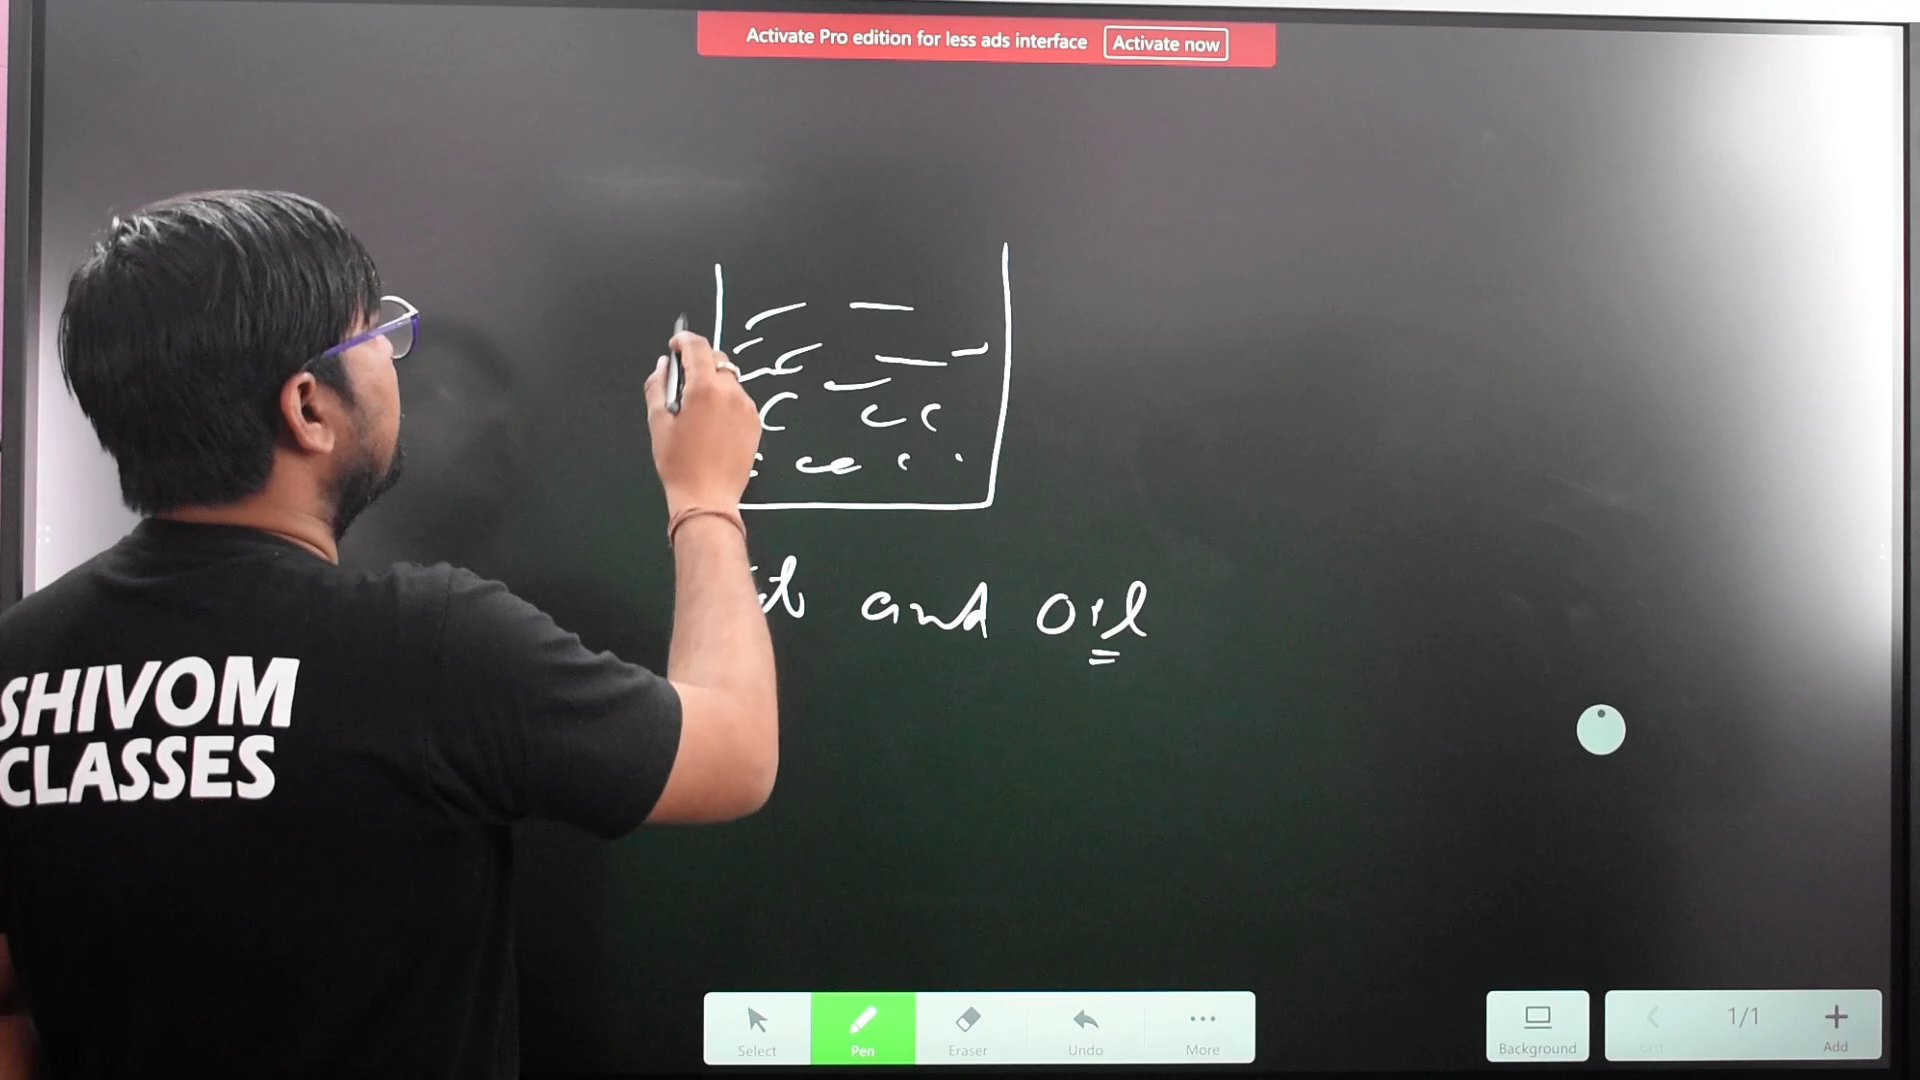 Activate Pro edition for less ads interface Activate now
and oil
SHIVOM
CLASSES
Select Pen Eraser Undo More
Background
Last 1/1 Add